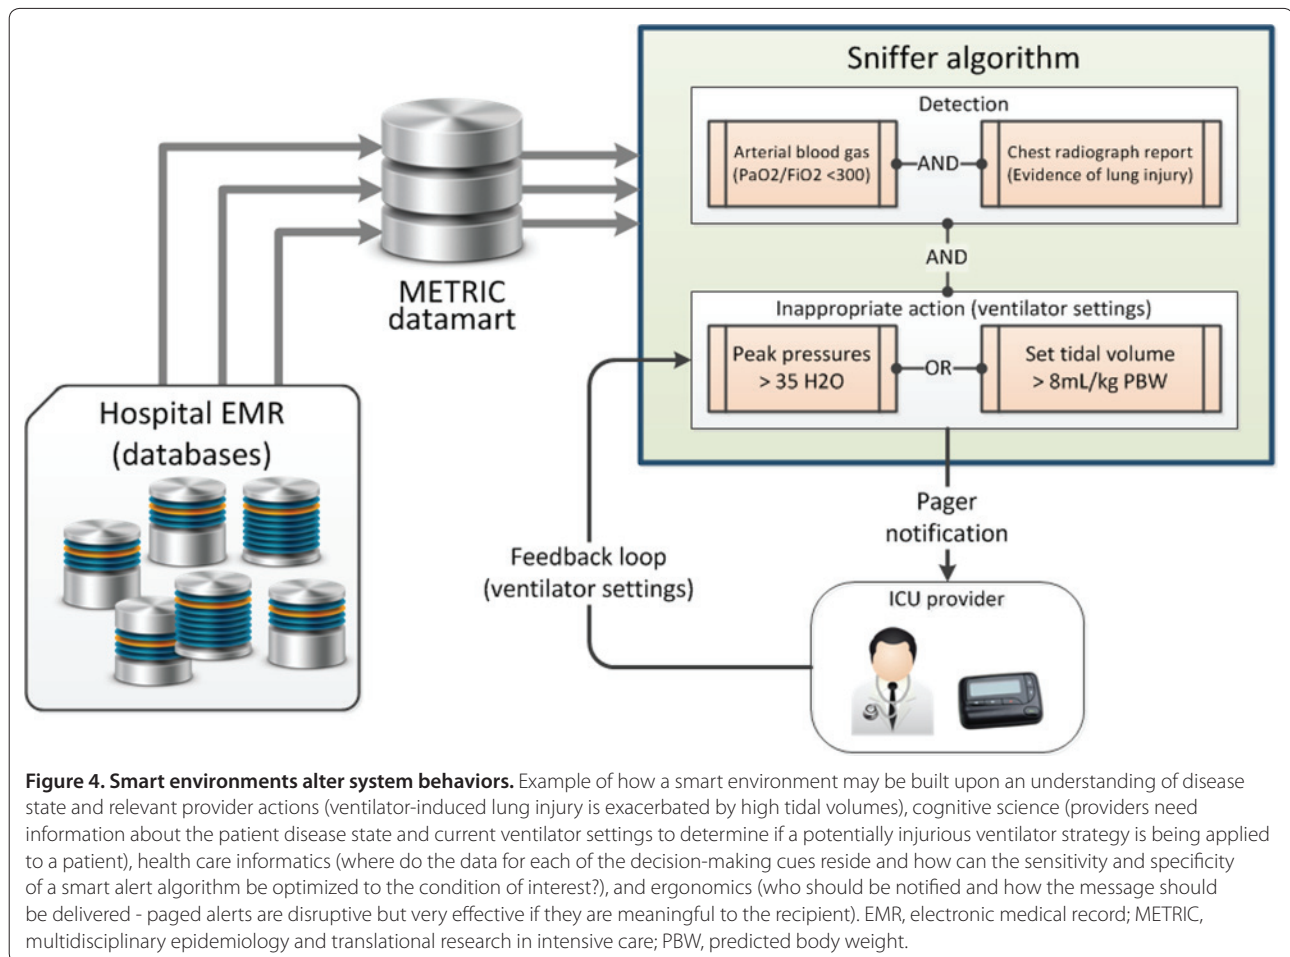 Sniffer algorithm
Detection
Arterial blood gas
(PaO2/FiO2 <300)
AND
Chest radiograph report
(Evidence of lung injury)
AND
METRIC
datamart
Inappropriate action (ventilator settings)
Peak pressures
> 35 H2O
OR
Set tidal volume
> 8mL/kg PBW
Hospital EMR
(databases)
Pager
notification
Feedback loop
(ventilator settings)
ICU provider
Figure 4. Smart environments alter system behaviors. Example of how a smart environment may be built upon an understanding of disease
state and relevant provider actions (ventilator-induced lung injury is exacerbated by high tidal volumes), cognitive science (providers need
information about the patient disease state and current ventilator settings to determine if a potentially injurious ventilator strategy is being applied
to a patient), health care informatics (where do the data for each of the decision-making cues reside and how can the sensitivity and specificity
of a smart alert algorithm be optimized to the condition of interest?), and ergonomics (who should be notified and how the message should
be delivered - paged alerts are disruptive but very effective if they are meaningful to the recipient). EMR, electronic medical record; METRIC,
multidisciplinary epidemiology and translational research in intensive care; PBW, predicted body weight.